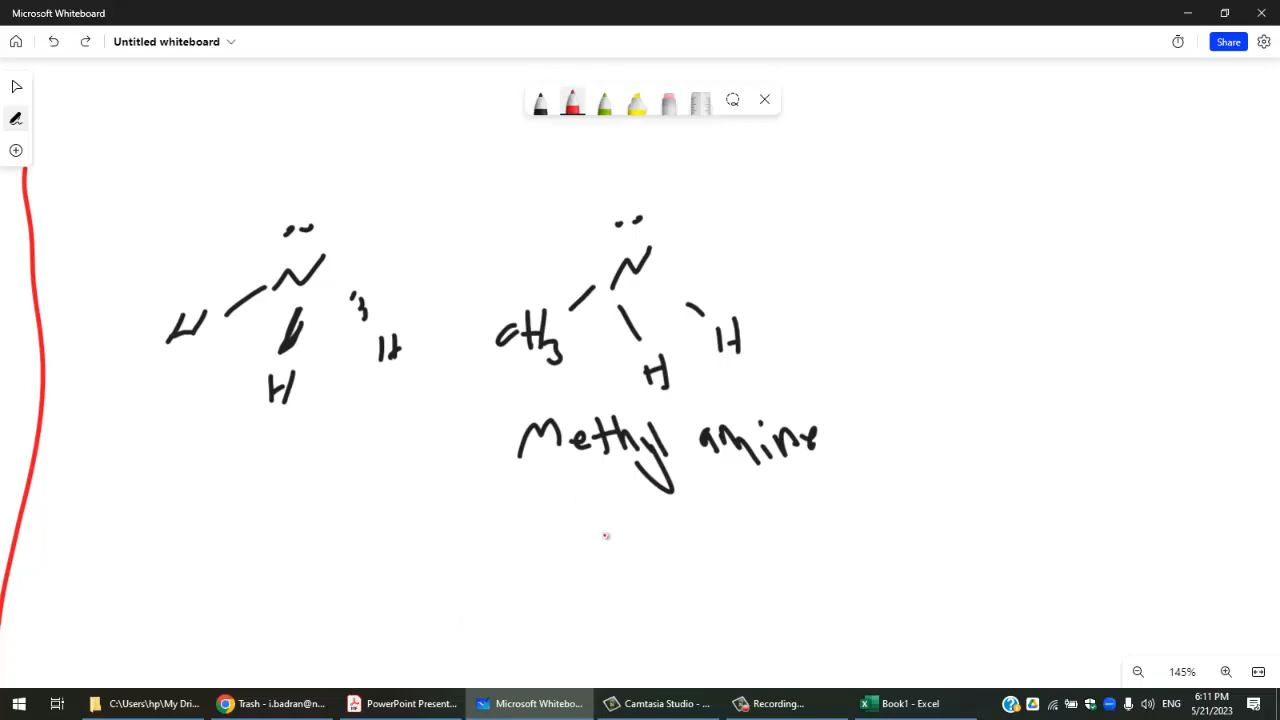 Microsoft Whiteboard
Untitled whiteboard
Share
N
H
H
H
N
CH3
H
H
Methyl amine
145%
C:\Users\hp\My Dri...
Trash - i.badran@n...
PowerPoint Present...
Microsoft Whitebo...
Camtasia Studio - ...
Recording...
Book1 - Excel
ENG
6:11 PM
5/21/2023